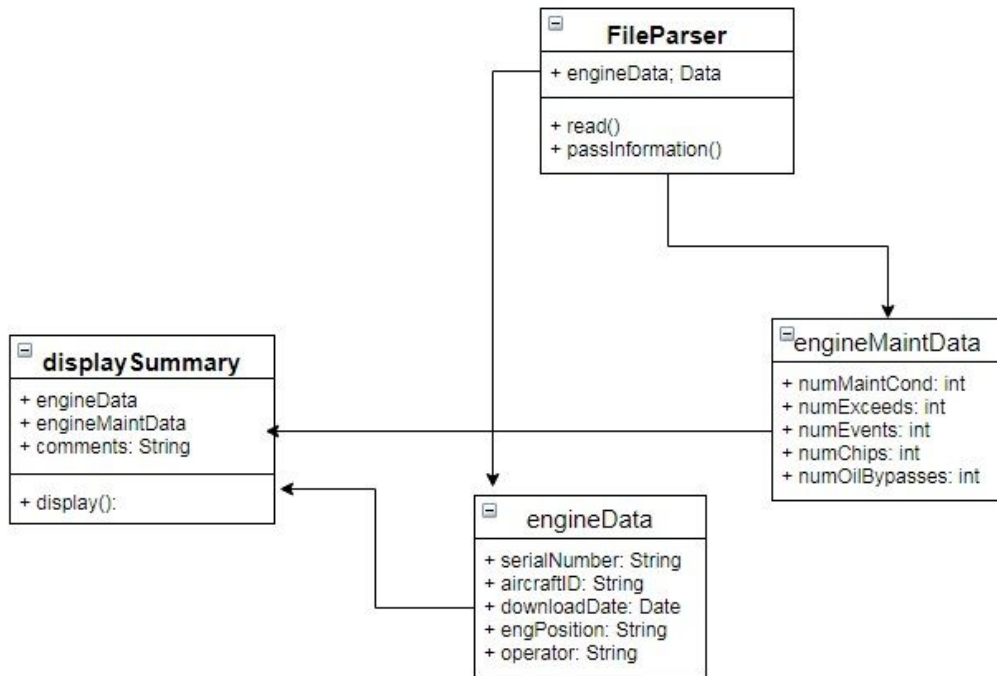 FileParser
+ engineData; Data
+ read()
+ passInformation()
displaySummary
+ engineData
+ engineMaintData
+ comments: String
+ display():
engineMaintData
+ numMaintCond: int
+ numExceeds: int
+ numEvents: int
+ numChips: int
+ numOilBypasses: int
engineData
+ serialNumber: String
+ aircraftID: String
+ downloadDate: Date
+ engPosition: String
+ operator: String